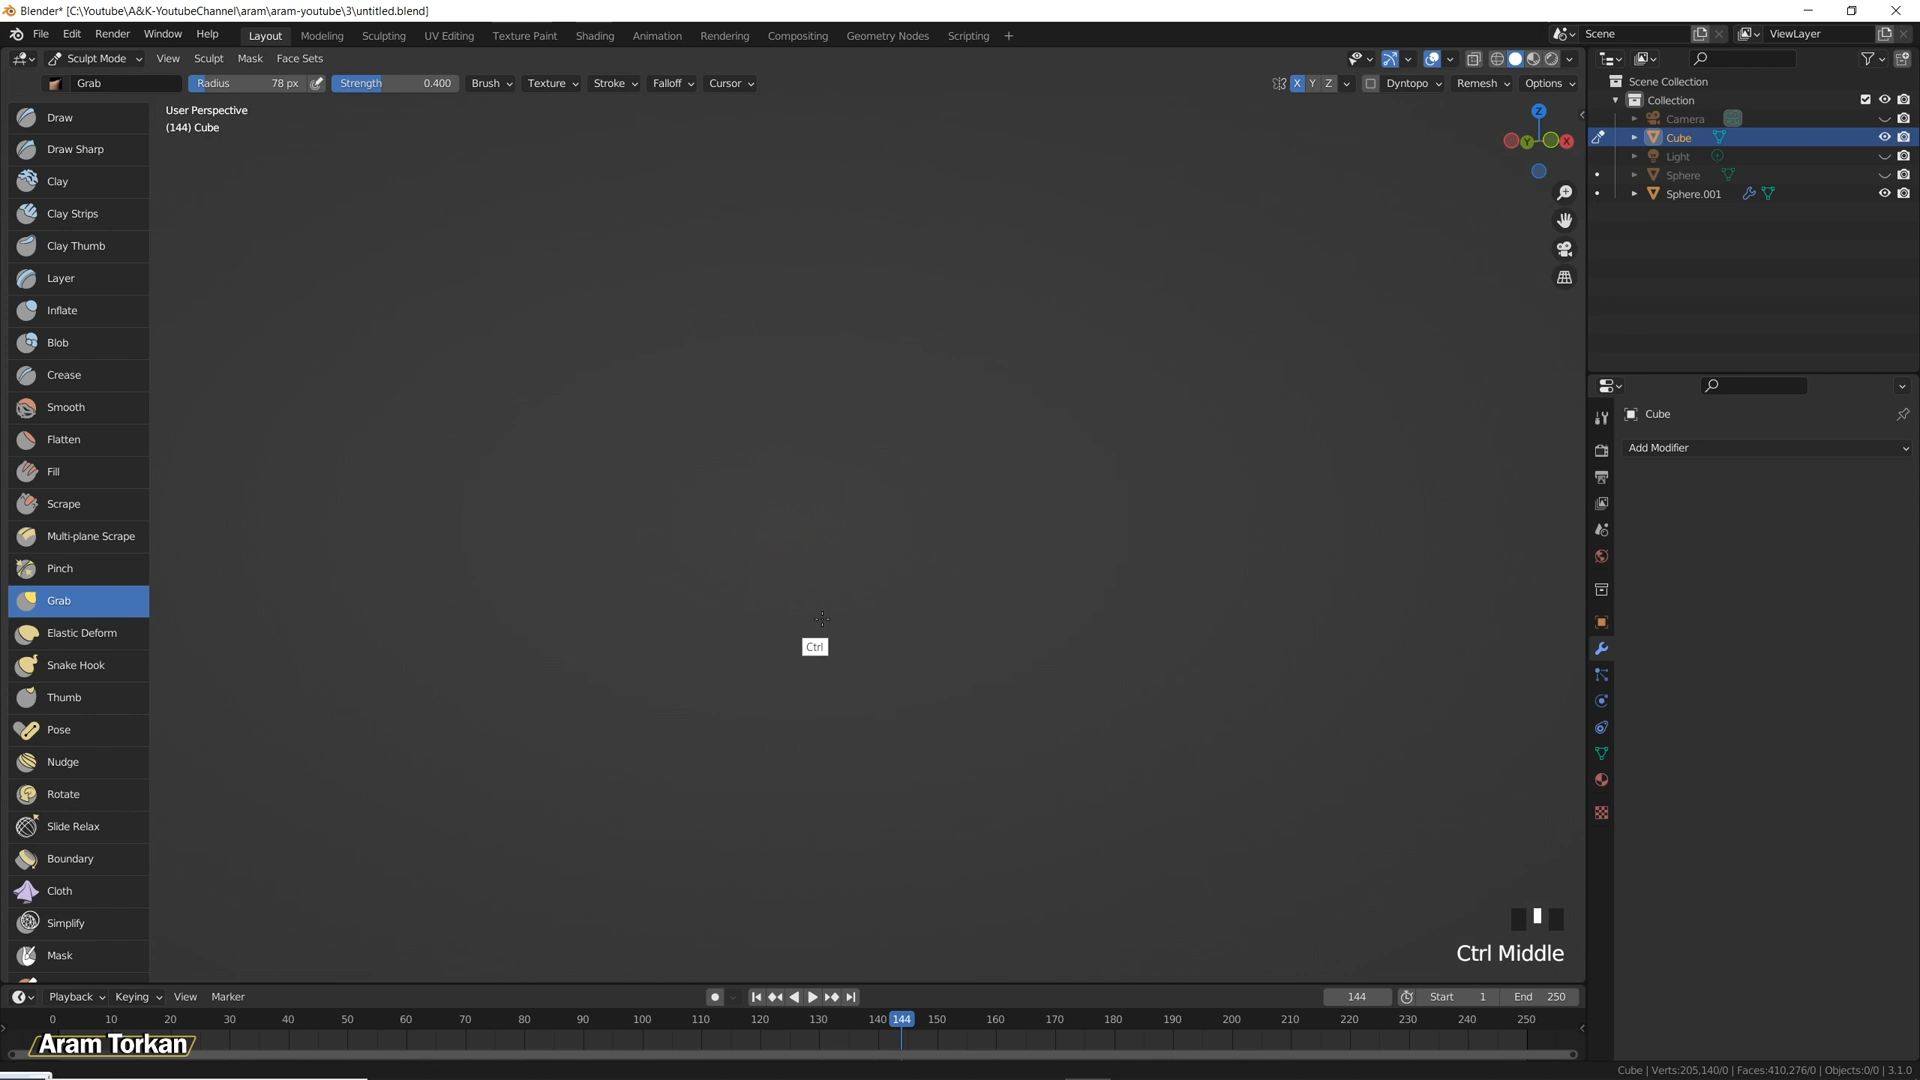 Blender* [C:\Youtube\A&K-YoutubeChannel\aram\aram-youtube\3\untitled.blend]
File Edit Render Window Help Layout Modeling Sculpting UV Editing Texture Paint Shading Animation Rendering Compositing Geometry Nodes Scripting + Scene ViewLayer
Sculpt Mode View Sculpt Mask Face Sets
Grab Radius 78 px Strength 0.400 Brush Texture Stroke Falloff Cursor X Y Z Dyntopo Remesh Options
User Perspective
(144) Cube
Z
Y
X
Draw
Draw Sharp
Clay
Clay Strips
Clay Thumb
Layer
Inflate
Blob
Crease
Smooth
Flatten
Fill
Scrape
Multi-plane Scrape
Pinch
Grab
Elastic Deform
Snake Hook
Thumb
Pose
Nudge
Rotate
Slide Relax
Boundary
Cloth
Simplify
Mask
Ctrl
Ctrl Middle
Scene Collection
Collection
Camera
Cube
Light
Sphere
Sphere.001
Cube
Add Modifier
Playback Keying View Marker 144 Start 1 End 250
0 10 20 30 40 50 60 70 80 90 100 110 120 130 140 144 150 160 170 180 190 200 210 220 230 240 250
Aram Torkan
Cube | Verts:205,140/0 | Faces:410,276/0 | Objects:0/0 | 3.1.0